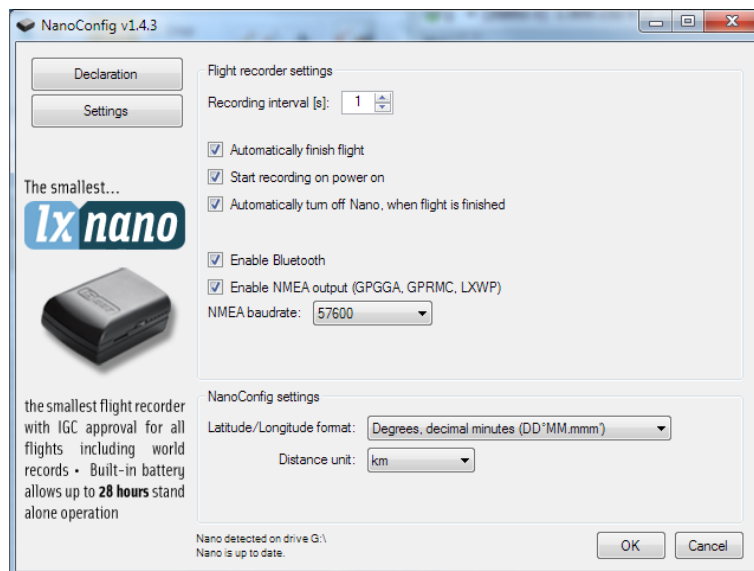 NanoConfig v1.4.3
Declaration
Settings
The smallest...
lx nano
the smallest flight recorder
with IGC approval for all
flights including world
records • Built-in battery
allows up to 28 hours stand
alone operation
Flight recorder settings
Recording interval [s]: 1
Automatically finish flight
Start recording on power on
Automatically turn off Nano, when flight is finished
Enable Bluetooth
Enable NMEA output (GPGGA, GPRMC, LXWP)
NMEA baudrate: 57600
NanoConfig settings
Latitude/Longitude format: Degrees, decimal minutes (DD°MM.mmm')
Distance unit: km
Nano detected on drive G:\
Nano is up to date.
OK Cancel